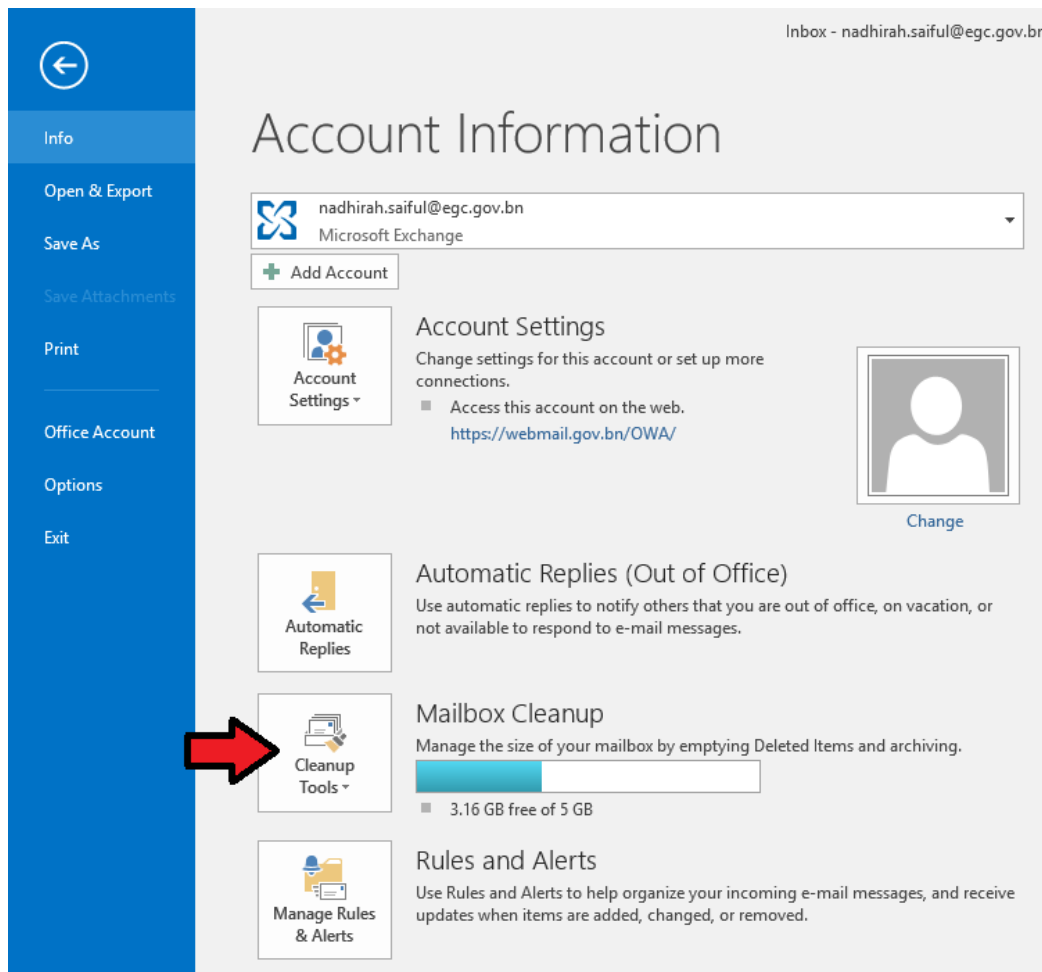 Inbox - nadhirah.saiful@egc.gov.bn
Info
Open & Export
Save As
Save Attachments
Print
Office Account
Options
Exit
Account Information
nadhirah.saiful@egc.gov.bn
Microsoft Exchange
Add Account
Account
Settings
Account Settings
Change settings for this account or set up more
connections.
Access this account on the web.
https://webmail.gov.bn/OWA/
Change
Automatic
Replies
Automatic Replies (Out of Office)
Use automatic replies to notify others that you are out of office, on vacation, or
not available to respond to e-mail messages.
Cleanup
Tools
Mailbox Cleanup
Manage the size of your mailbox by emptying Deleted Items and archiving.
3.16 GB free of 5 GB
Manage Rules
& Alerts
Rules and Alerts
Use Rules and Alerts to help organize your incoming e-mail messages, and receive
updates when items are added, changed, or removed.